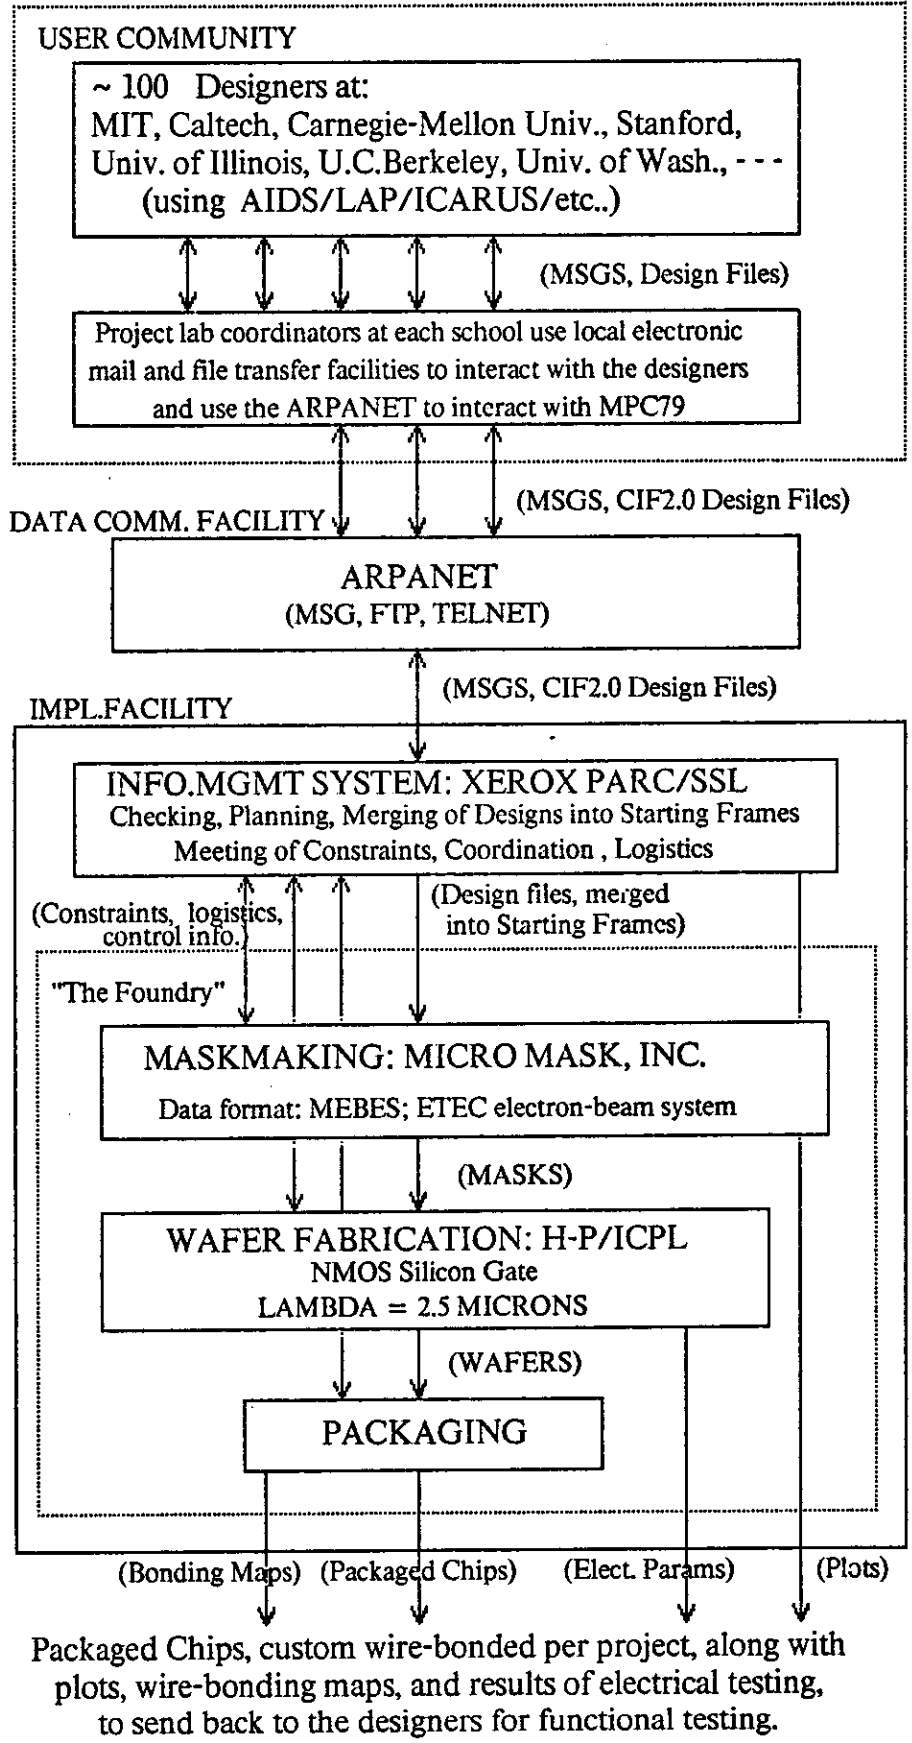 USER COMMUNITY
~ 100 Designers at:
MIT, Caltech, Carnegie-Mellon Univ., Stanford,
Univ. of Illinois, U.C.Berkeley, Univ. of Wash., - - -
(using AIDS/LAP/ICARUS/etc..)
(MSGS, Design Files)
Project lab coordinators at each school use local electronic
mail and file transfer facilities to interact with the designers
and use the ARPANET to interact with MPC79
(MSGS, CIF2.0 Design Files)
DATA COMM. FACILITY
ARPANET
(MSG, FTP, TELNET)
(MSGS, CIF2.0 Design Files)
IMPL.FACILITY
INFO.MGMT SYSTEM: XEROX PARC/SSL
Checking, Planning, Merging of Designs into Starting Frames
Meeting of Constraints, Coordination , Logistics
(Constraints, logistics,
control info.)
(Design files, merged
into Starting Frames)
"The Foundry"
MASKMAKING: MICRO MASK, INC.
Data format: MEBES; ETEC electron-beam system
(MASKS)
WAFER FABRICATION: H-P/ICPL
NMOS Silicon Gate
LAMBDA = 2.5 MICRONS
(WAFERS)
PACKAGING
(Bonding Maps) (Packaged Chips) (Elect. Params) (Plots)
Packaged Chips, custom wire-bonded per project, along with
plots, wire-bonding maps, and results of electrical testing,
to send back to the designers for functional testing.